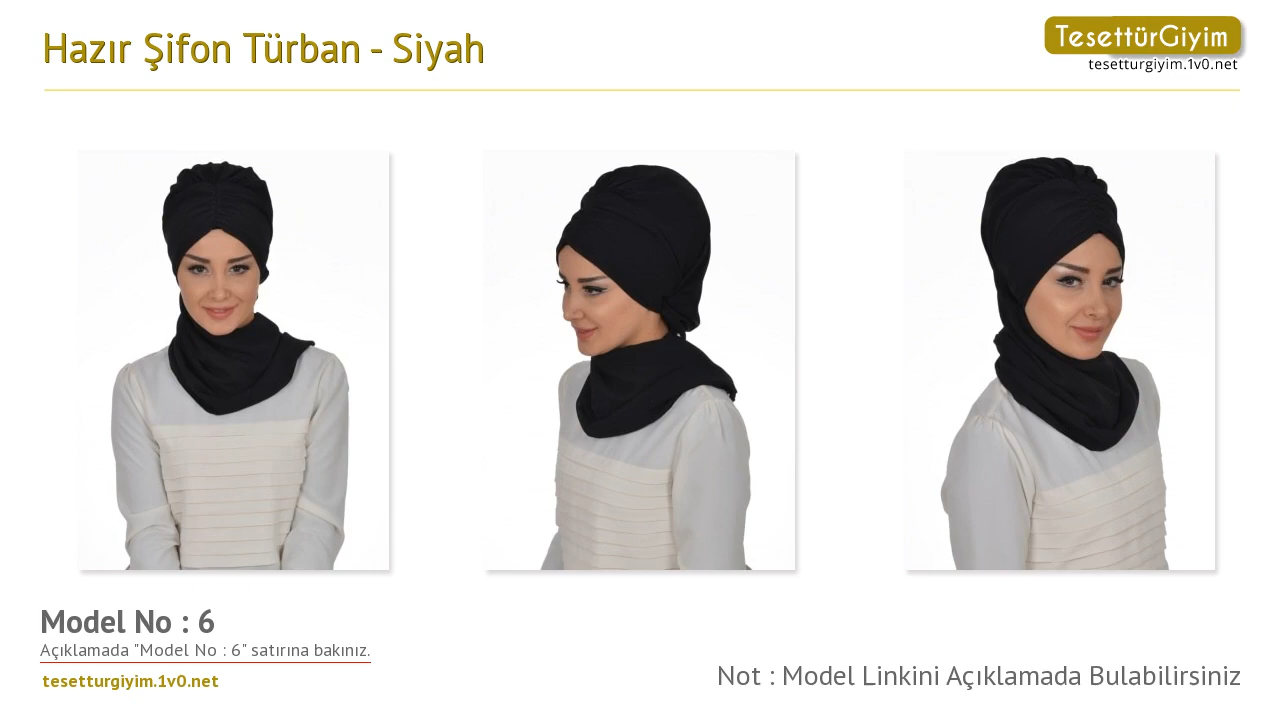 Hazır Şifon Türban - Siyah
TesettürGiyim
tesetturgiyim.1v0.net
Model No : 6
Açıklamada "Model No : 6" satırına bakınız.
tesetturgiyim.1v0.net
Not : Model Linkini Açıklamada Bulabilirsiniz